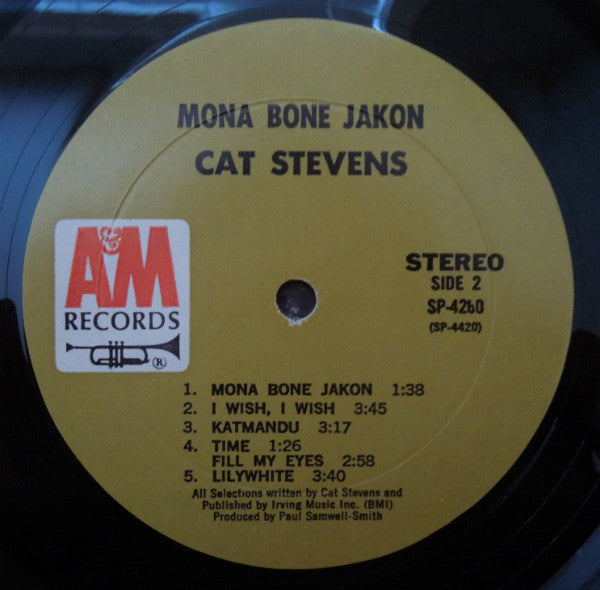 MONA BONE JAKON
CAT STEVENS
A&M
RECORDS
®
STEREO
SIDE 2
SP-4260
(SP-4420)
1. MONA BONE JAKON 1:38
2. I WISH, I WISH 3:45
3. KATMANDU 3:17
4. TIME 1:26
FILL MY EYES 2:58
5. LILYWHITE 3:40
All Selections written by Cat Stevens and
Published by Irving Music Inc. (BMI)
Produced by Paul Samwell-Smith